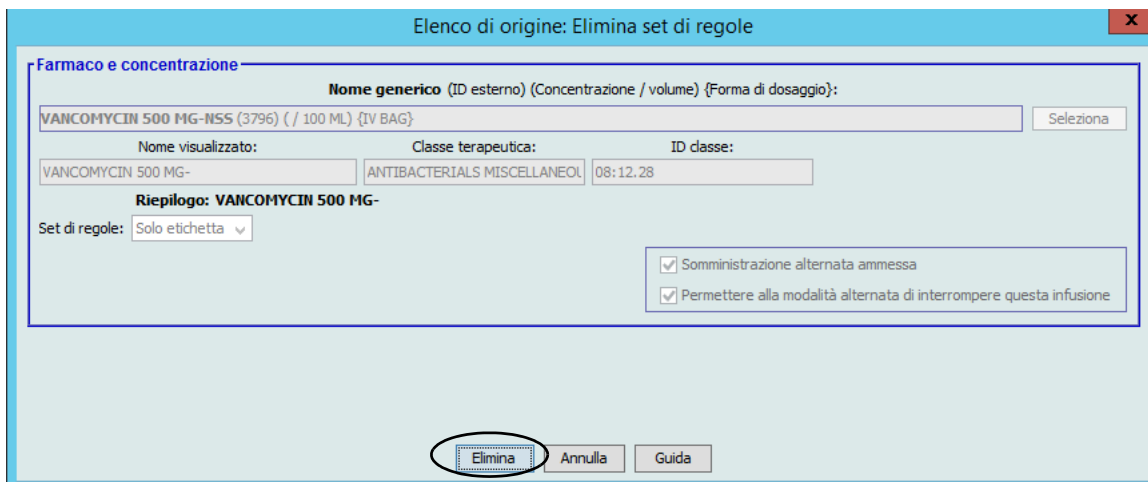 Elenco di origine: Elimina set di regole
x
Farmaco e concentrazione
Nome generico (ID esterno) (Concentrazione / volume) {Forma di dosaggio}:
VANCOMYCIN 500 MG-NSS (3796) ( / 100 ML) {IV BAG}
Seleziona
Nome visualizzato: Classe terapeutica: ID classe:
VANCOMYCIN 500 MG- ANTIBACTERIALS MISCELLANEOU 08:12.28
Riepilogo: VANCOMYCIN 500 MG-
Set di regole: Solo etichetta
Somministrazione alternata ammessa
Permettere alla modalità alternata di interrompere questa infusione
Elimina Annulla Guida